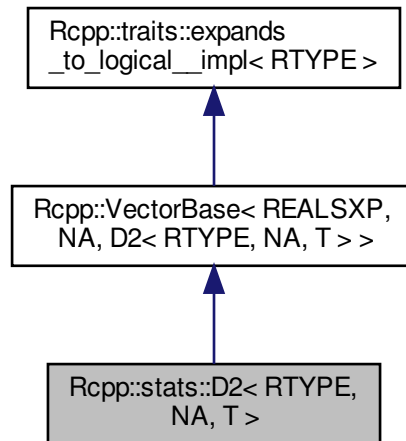 Rcpp::traits::expands
_to_logical__impl< RTYPE >
Rcpp::VectorBase< REALSXP,
NA, D2< RTYPE, NA, T > >
Rcpp::stats::D2< RTYPE,
NA, T >